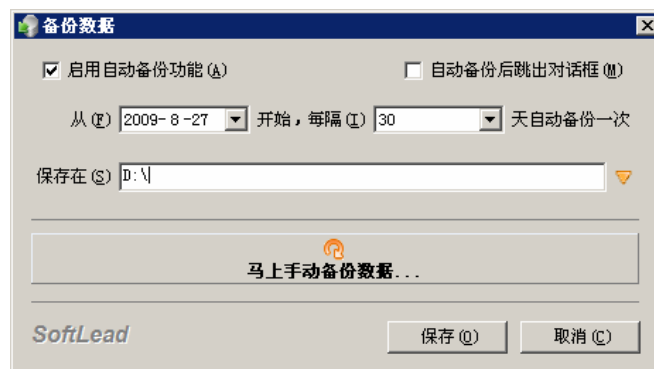 备份数据
启用自动备份功能(A) 自动备份后跳出对话框(M)
从(F) 2009- 8 -27 开始，每隔(I) 30 天自动备份一次
保存在(S) D:\
马上手动备份数据...
SoftLead 保存(O) 取消(C)